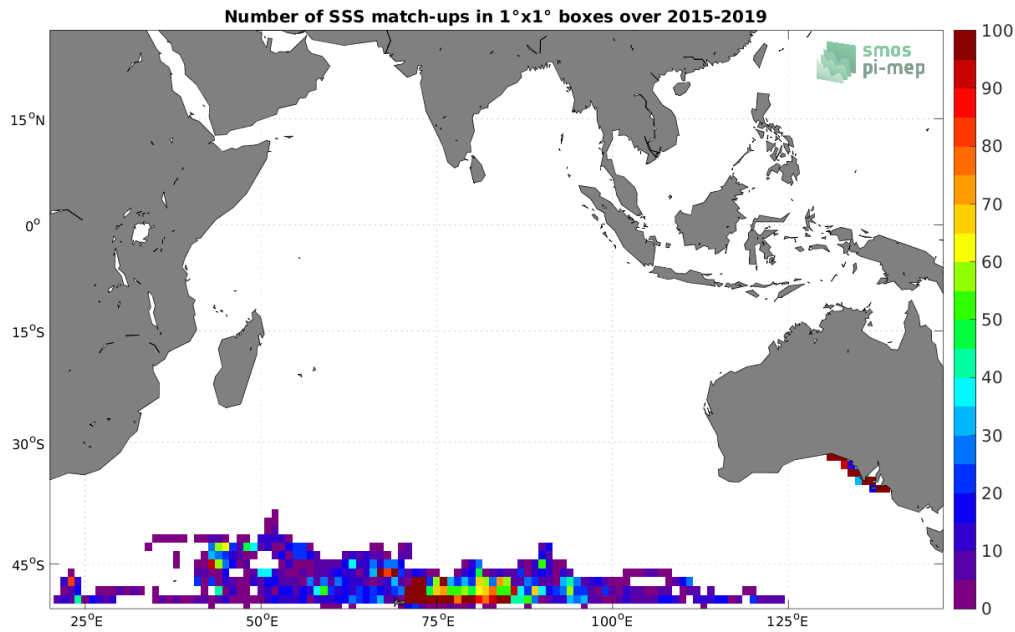 Number of SSS match-ups in 1°x1° boxes over 2015-2019
smos
pi-mep
15°N
0°
15°S
30°S
45°S
25°E
50°E
75°E
100°E
125°E
100
90
80
70
60
50
40
30
20
10
0